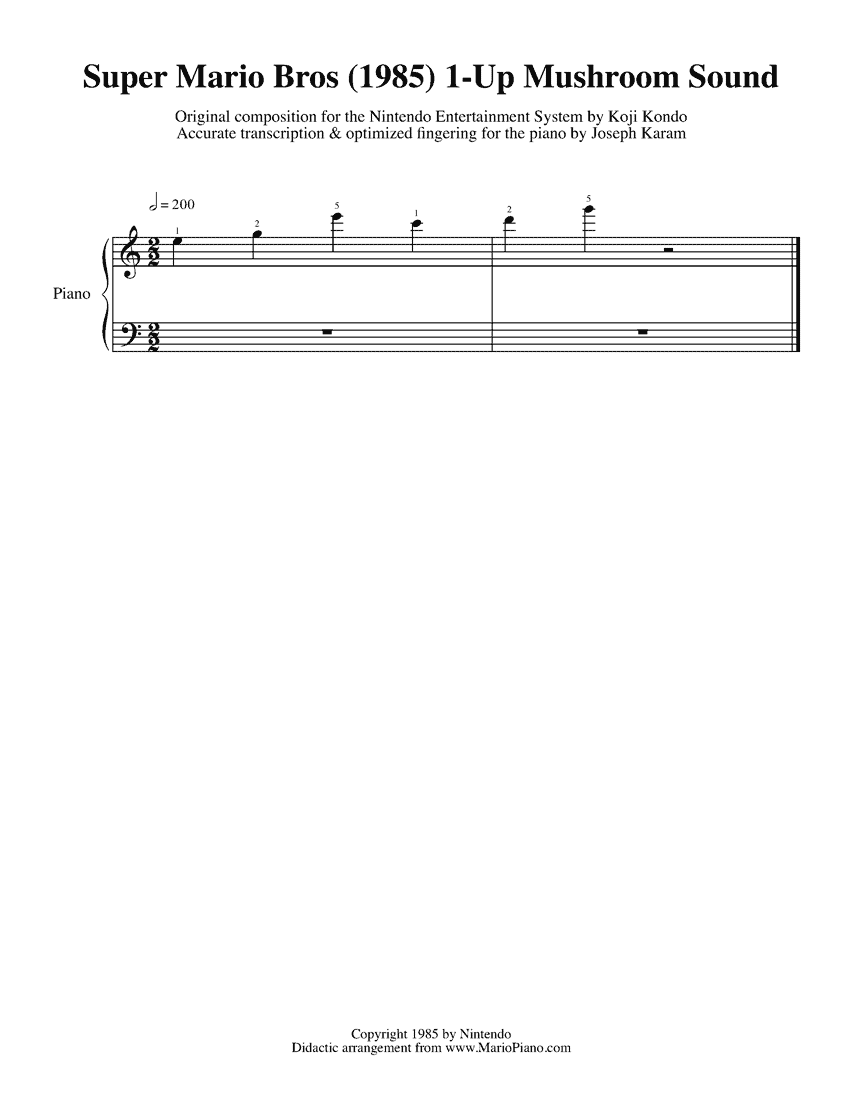 Super Mario Bros (1985) 1-Up Mushroom Sound
Original composition for the Nintendo Entertainment System by Koji Kondo
Accurate transcription & optimized fingering for the piano by Joseph Karam
𝅗𝅥 = 200
1 2 5 1 2 5
Piano
2
2
2
2
Copyright 1985 by Nintendo
Didactic arrangement from www.MarioPiano.com